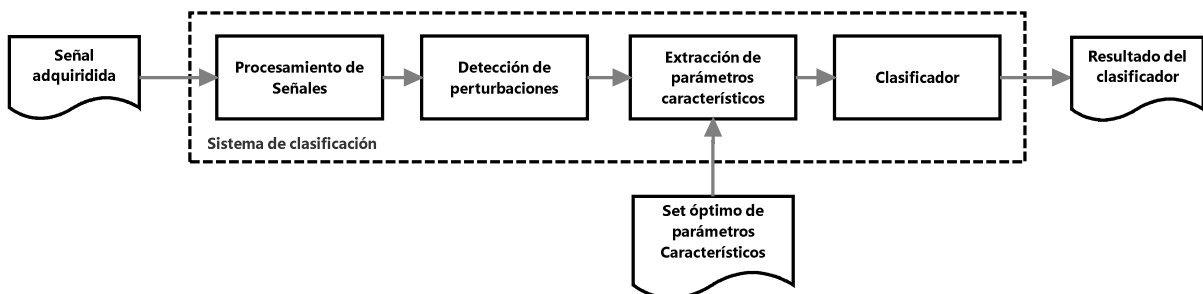 Señal
adquiridida
Procesamiento de
Señales
Detección de
perturbaciones
Extracción de
parámetros
característicos
Clasificador
Resultado del
clasificador
Sistema de clasificación
Set óptimo de
parámetros
Característicos